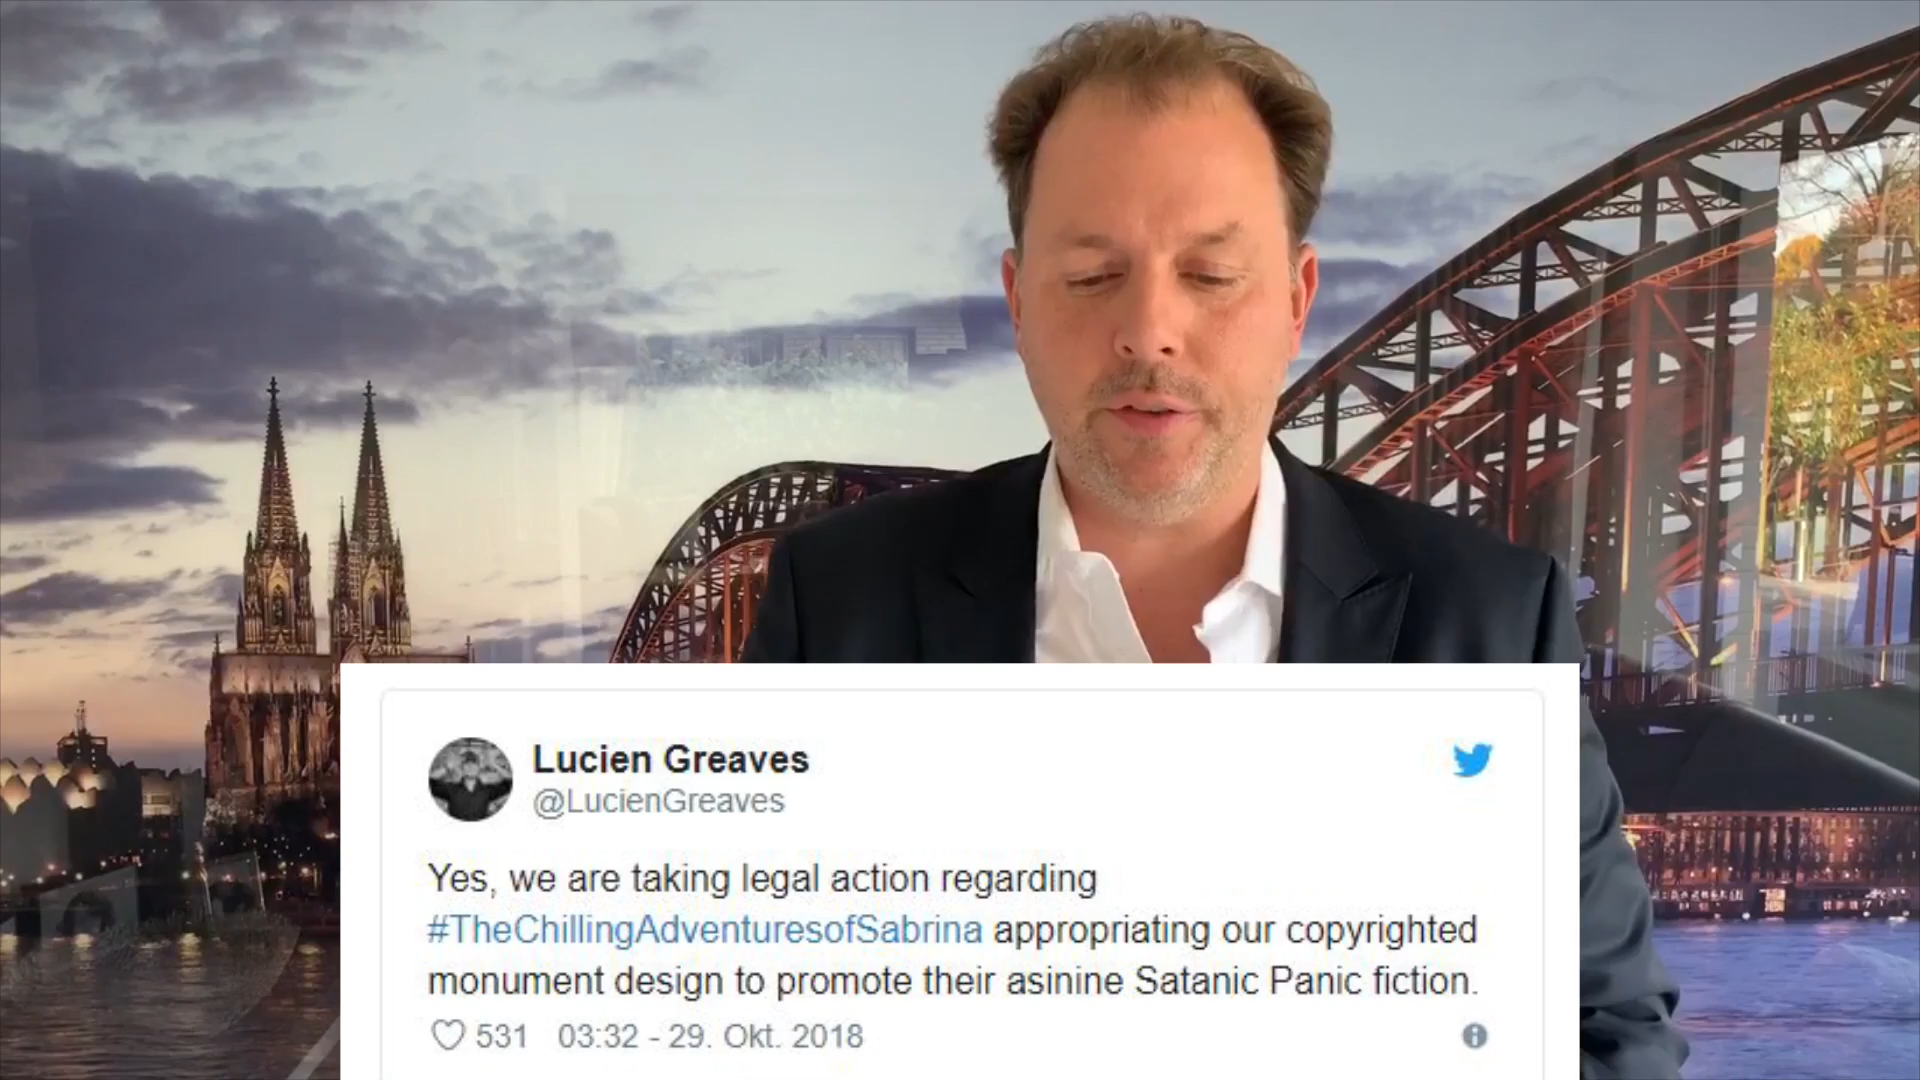 Lucien Greaves
@LucienGreaves
Yes, we are taking legal action regarding
#TheChillingAdventuresofSabrina appropriating our copyrighted
monument design to promote their asinine Satanic Panic fiction.
531 03:32 - 29. Okt. 2018